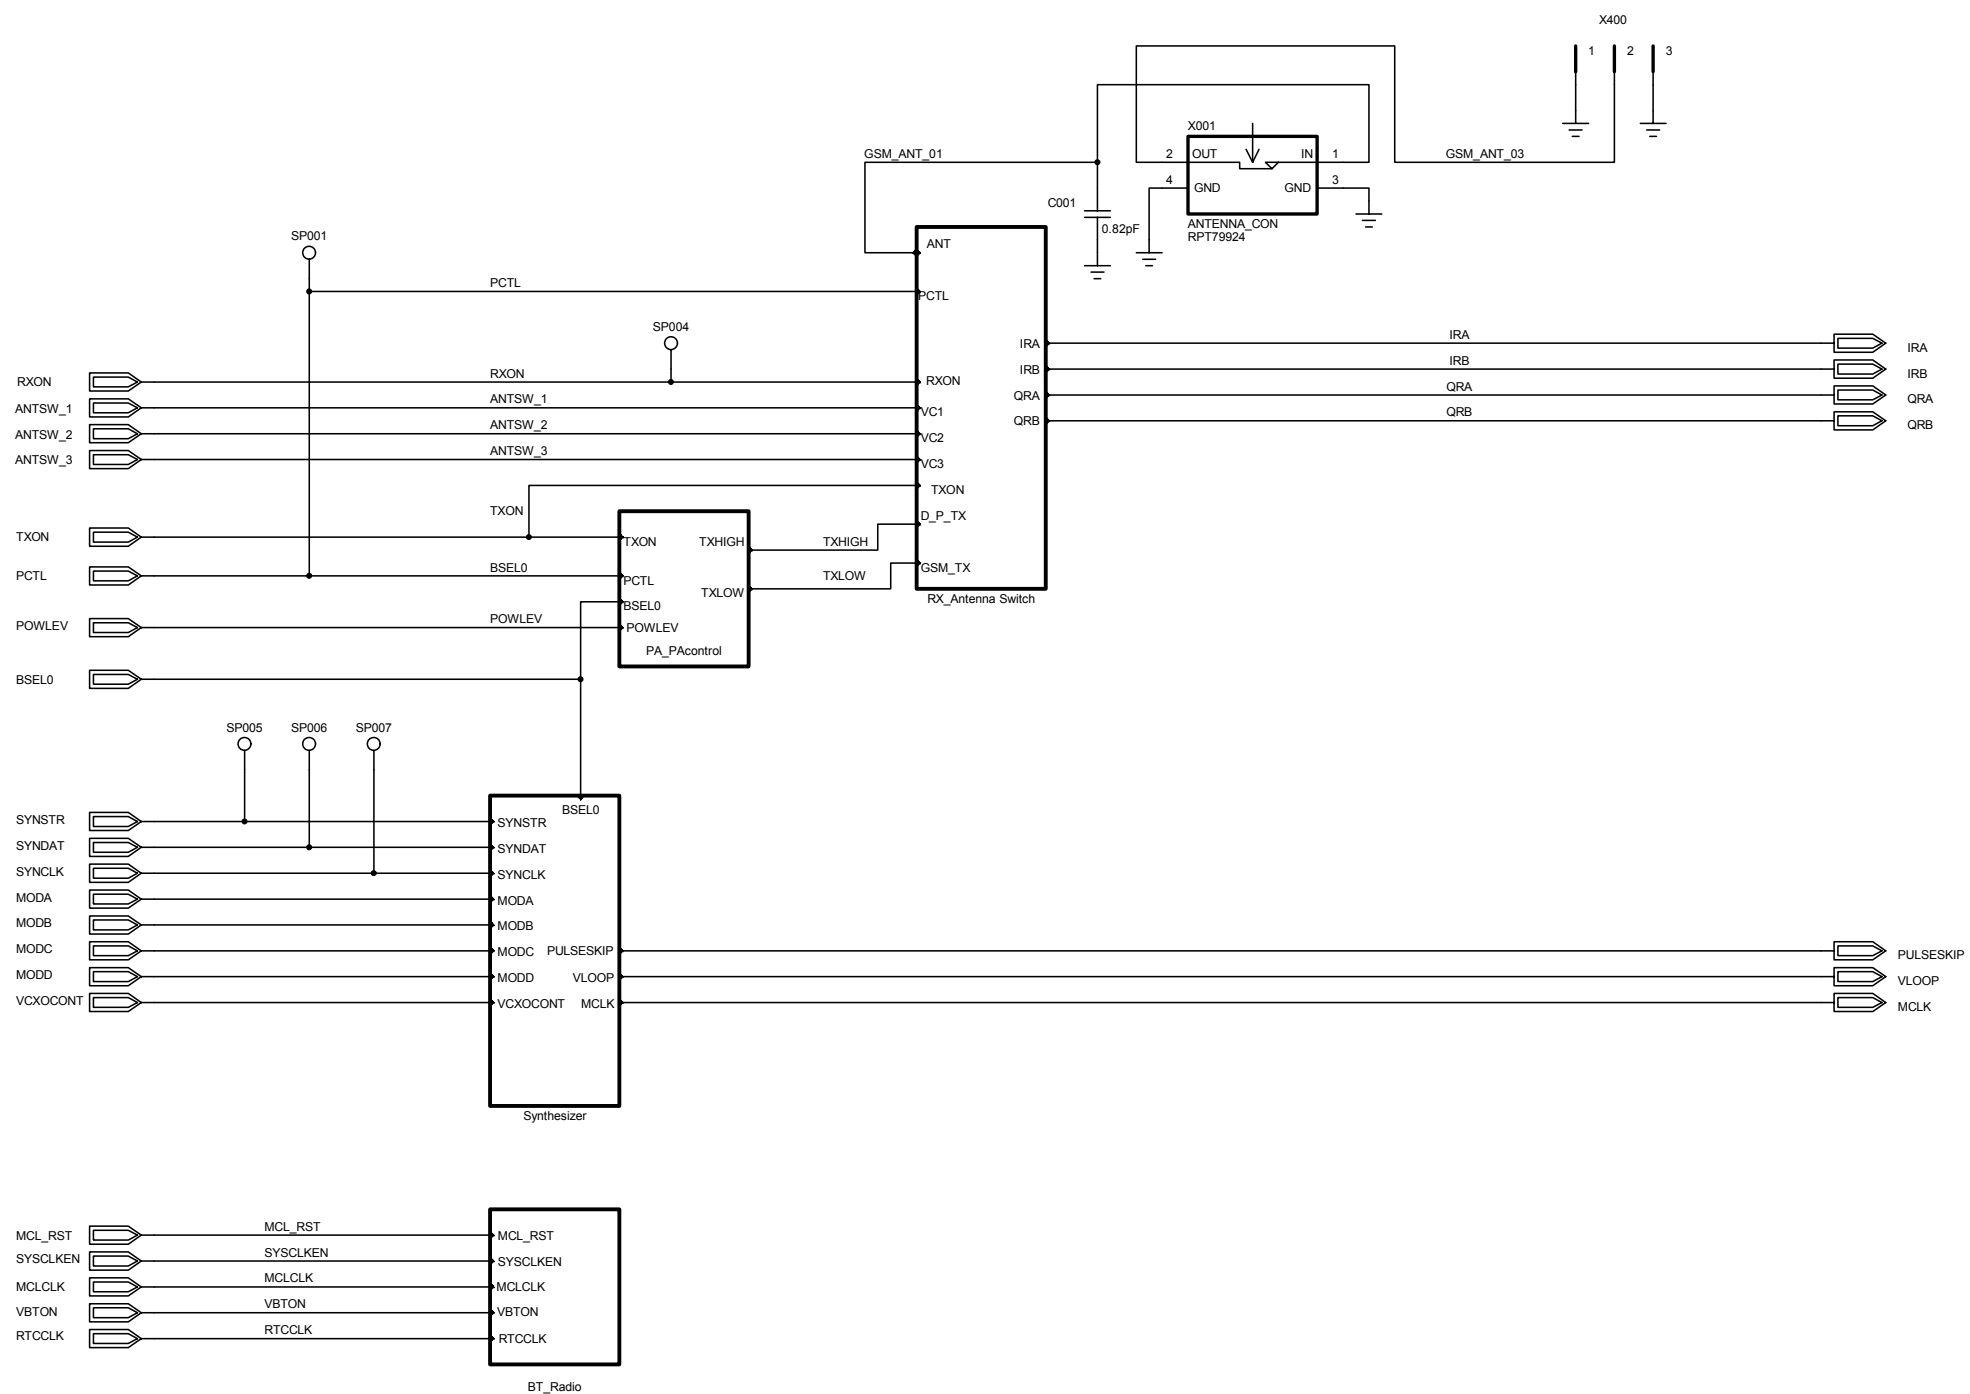 X400
1 2 3
X001
GSM_ANT_01
2 OUT IN 1
GSM_ANT_03
4 GND GND 3
C001
0.82pF
ANTENNA_CON
RPT79924
SP001
ANT
PCTL
PCTL
SP004
IRA
IRA
IRA
RXON
RXON
RXON
IRB
IRB
IRB
ANTSW_1
ANTSW_1
VC1
QRA
QRA
QRA
ANTSW_2
ANTSW_2
VC2
QRB
QRB
QRB
ANTSW_3
ANTSW_3
VC3
TXON
TXON
D_P_TX
TXON
TXON
TXHIGH
TXHIGH
PCTL
BSEL0
PCTL
TXLOW
TXLOW
GSM_TX
BSEL0
RX_Antenna Switch
POWLEV
POWLEV
POWLEV
PA_PAcontrol
BSEL0
SP005
SP006
SP007
BSEL0
SYNSTR
SYNSTR
SYNDAT
SYNDAT
SYNCLK
SYNCLK
MODA
MODA
MODB
MODB
MODC
MODC
PULSESKIP
PULSESKIP
MODD
MODD
VLOOP
VLOOP
VCXOCONT
VCXOCONT
MCLK
MCLK
Synthesizer
MCL_RST
MCL_RST
MCL_RST
SYSCLKEN
SYSCLKEN
SYSCLKEN
MCLCLK
MCLCLK
MCLCLK
VBTON
VBTON
VBTON
RTCCLK
RTCCLK
RTCCLK
BT_Radio